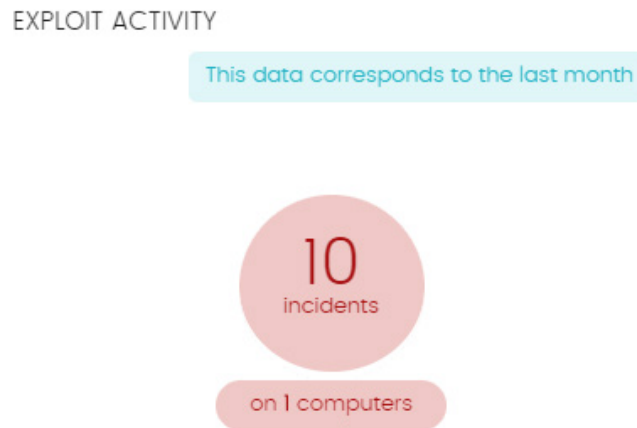 EXPLOIT ACTIVITY
This data corresponds to the last month
10
incidents
on 1 computers